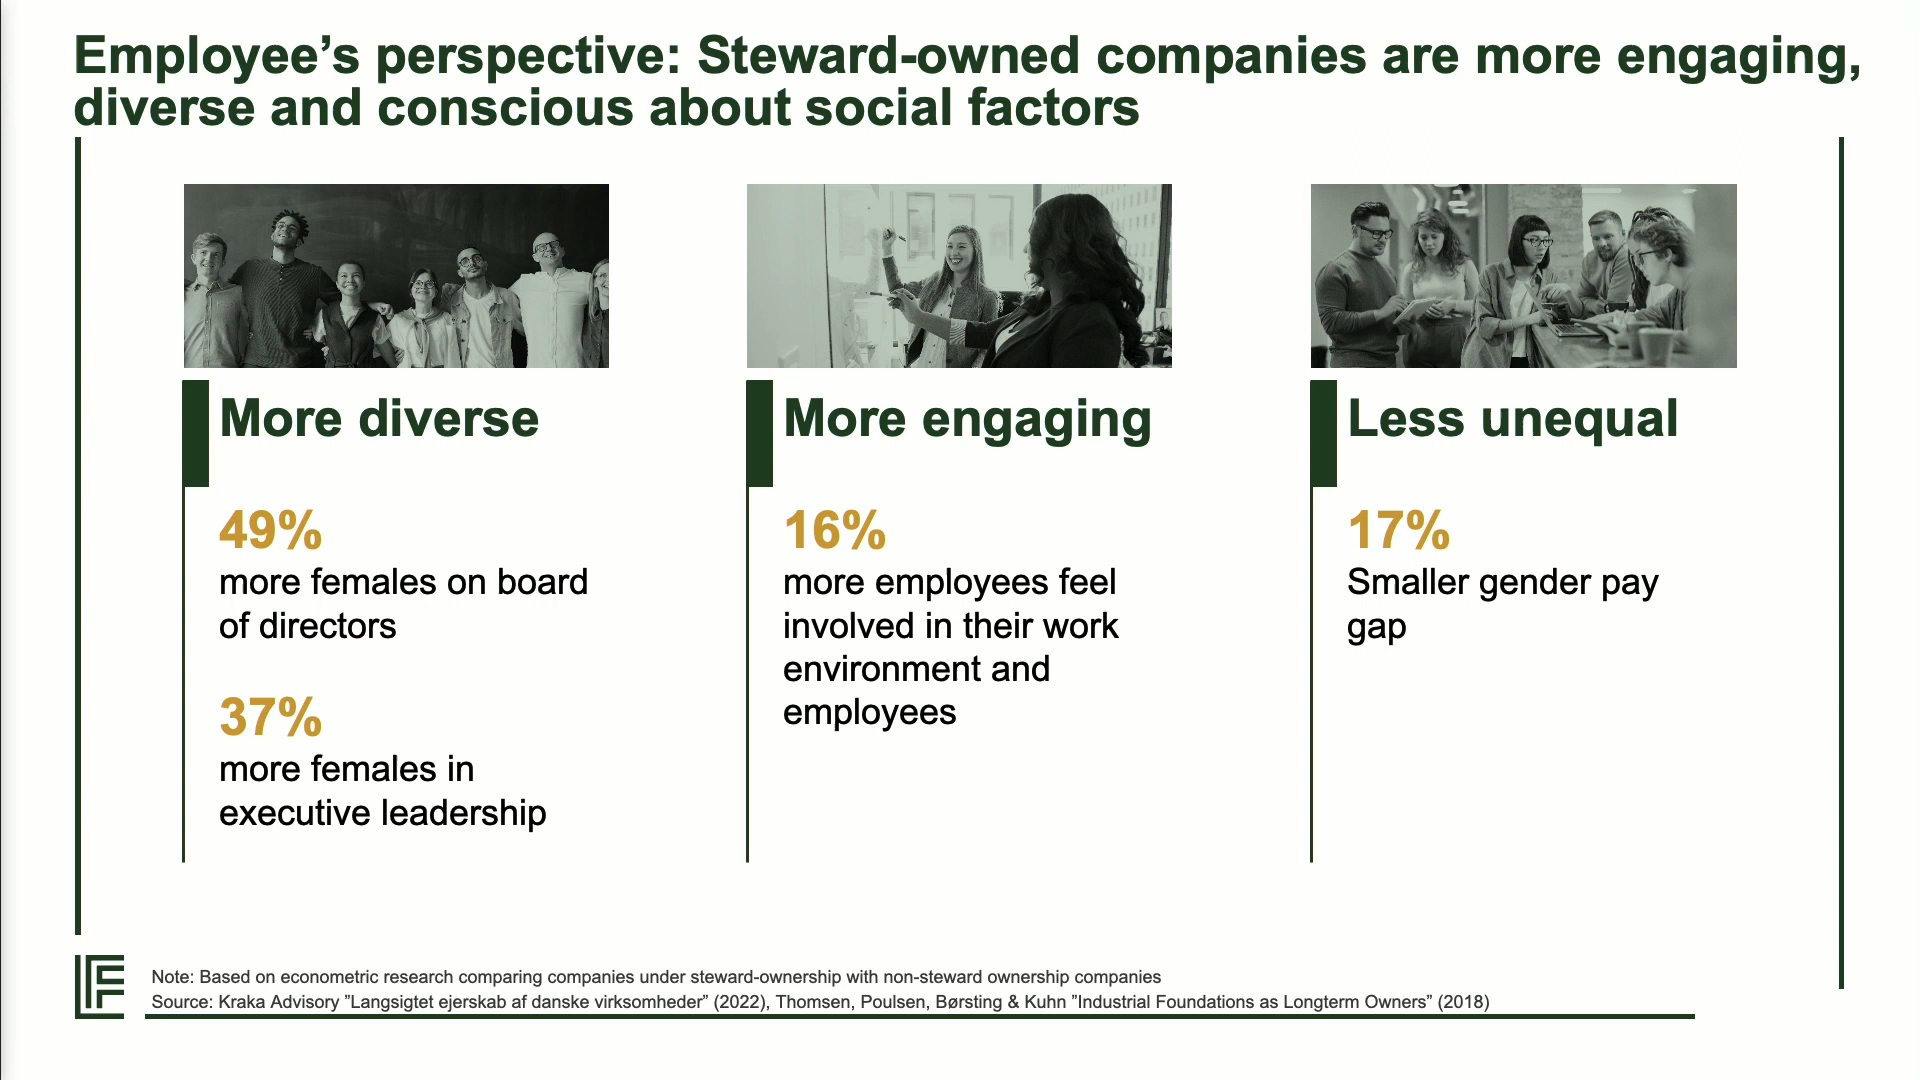 Employee’s perspective: Steward-owned companies are more engaging,
diverse and conscious about social factors
More diverse
49%
more females on board
of directors
37%
more females in
executive leadership
More engaging
16%
more employees feel
involved in their work
environment and
employees
Less unequal
17%
Smaller gender pay
gap
Note: Based on econometric research comparing companies under steward-ownership with non-steward ownership companies
Source: Kraka Advisory ”Langsigtet ejerskab af danske virksomheder” (2022), Thomsen, Poulsen, Børsting & Kuhn ”Industrial Foundations as Longterm Owners” (2018)